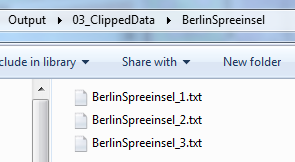 Output 03_ClippedData BerlinSpreeinsel
clude in library Share with New folder
BerlinSpreeinsel_1.txt
BerlinSpreeinsel_2.txt
BerlinSpreeinsel_3.txt